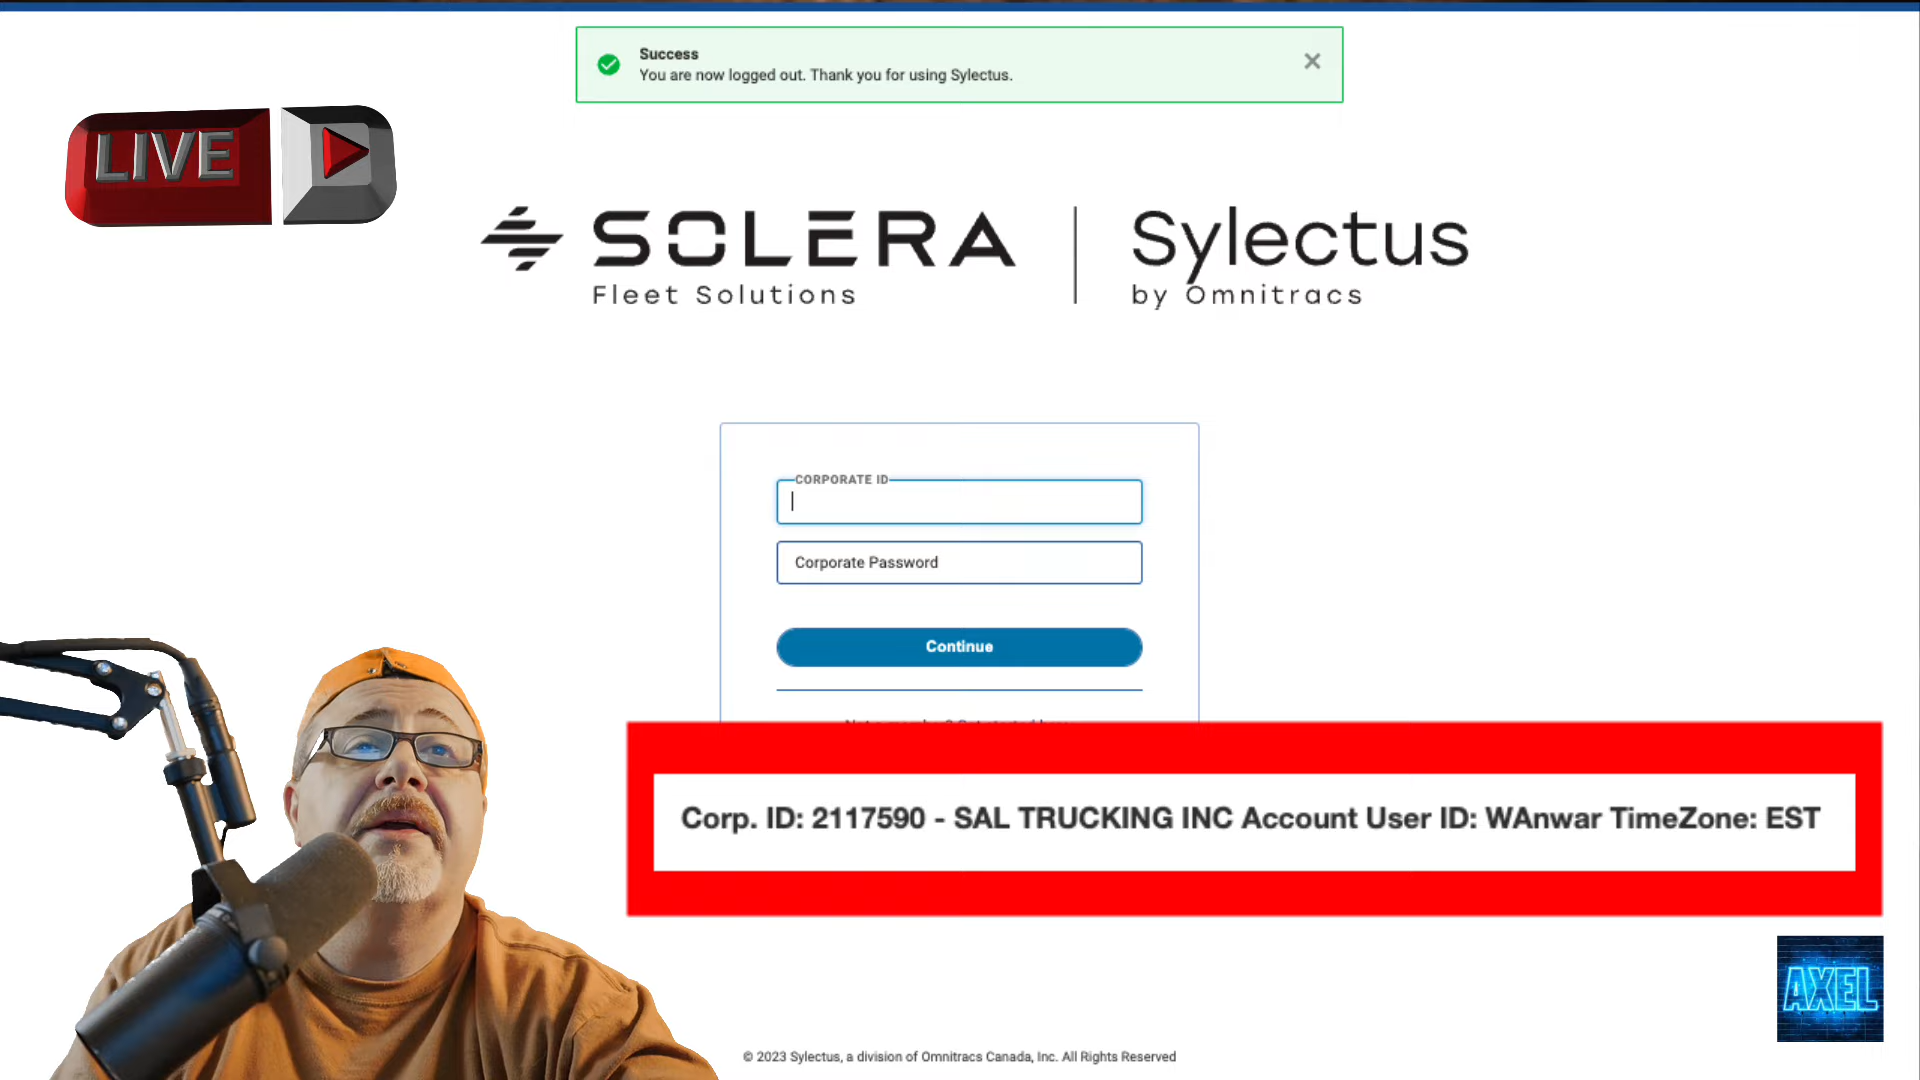 Success
You are now logged out. Thank you for using Sylectus.
LIVE
SOLERA
Fleet Solutions
Sylectus
by Omnitracs
CORPORATE ID
Corporate Password
Continue
Corp. ID: 2117590 - SAL TRUCKING INC Account User ID: WAnwar TimeZone: EST
AXEL
© 2023 Sylectus, a division of Omnitracs Canada, Inc. All Rights Reserved